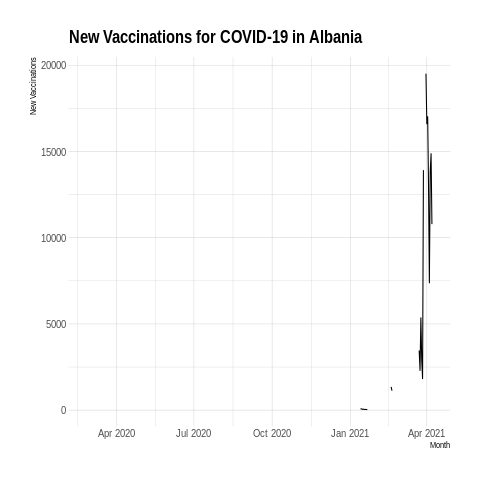 New Vaccinations for COVID-19 in Albania
New Vaccinations
20000
15000
10000
5000
0
Apr 2020 Jul 2020 Oct 2020 Jan 2021 Apr 2021
Month